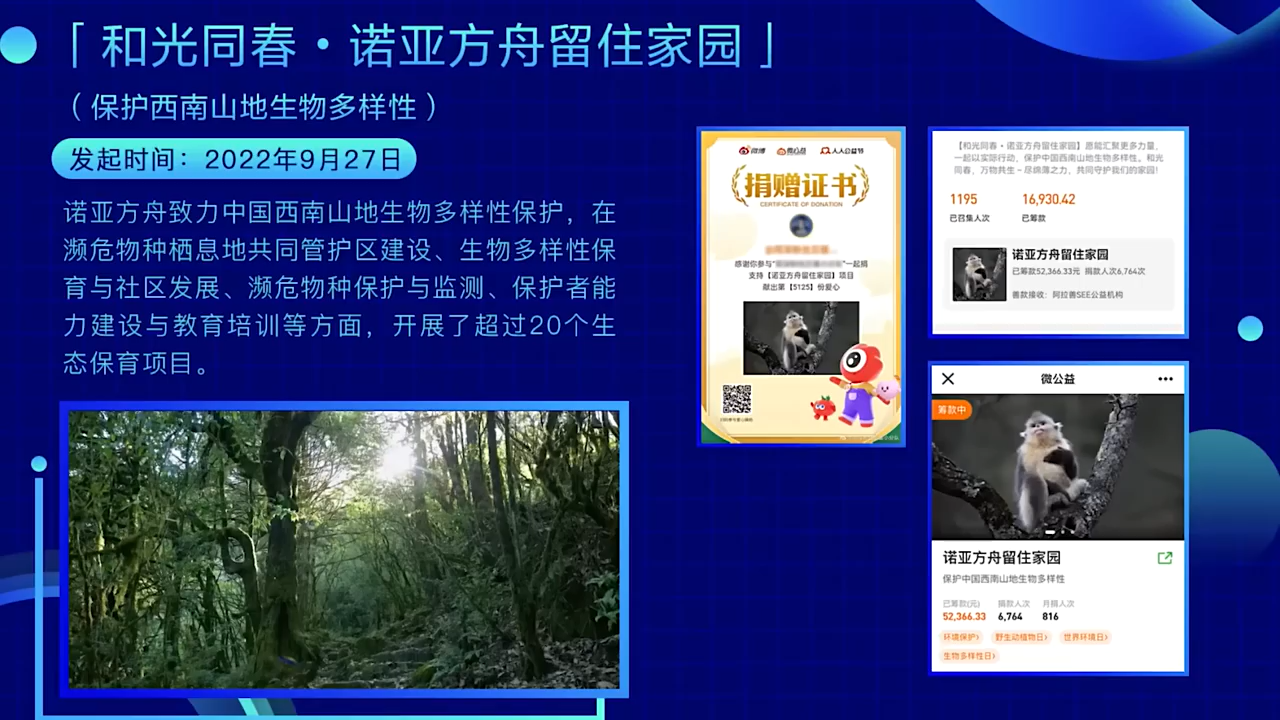 「和光同春·诺亚方舟留住家园」
（保护西南山地生物多样性）
发起时间：2022年9月27日
诺亚方舟致力中国西南山地生物多样性保护，在
濒危物种栖息地共同管护区建设、生物多样性保
育与社区发展、濒危物种保护与监测、保护者能
力建设与教育培训等方面，开展了超过20个生
态保育项目。
微博 微公益 人人公益节
捐赠证书
CERTIFICATE OF DONATION
感谢你参与“
”一起捐
支持【诺亚方舟留住家园】项目
献出第【5125】份爱心
【和光同春·诺亚方舟留住家园】愿能汇聚更多力量，
一起以实际行动，保护中国西南山地生物多样性。和光
同春，万物共生~尽绵薄之力、共同守护我们的家园！
1195 16,930.42
已召集人次 已筹款
诺亚方舟留住家园
已筹款52,366.33元 捐款人次6,764次
善款接收：阿拉善SEE公益机构
微公益
筹款中
诺亚方舟留住家园
保护中国西南山地生物多样性
已筹款(元) 捐款人次 月捐人次
52,366.33 6,764 816
环境保护› 野生动植物日› 世界环境日›
生物多样性日›